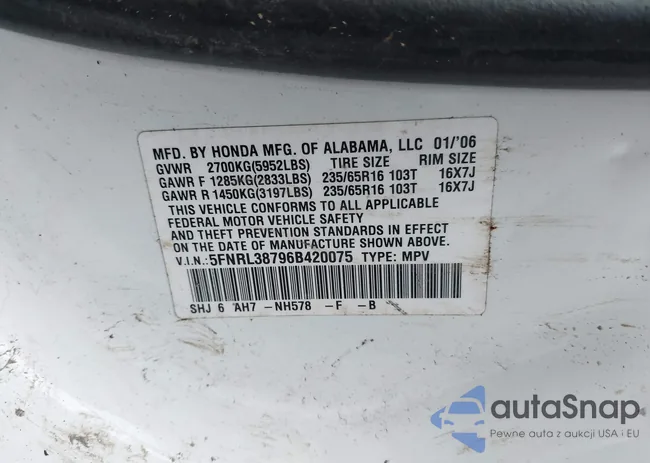 MFD. BY HONDA MFG. OF ALABAMA, LLC 01/'06
GVWR 2700KG(5952LBS) TIRE SIZE RIM SIZE
GAWR F 1285KG(2833LBS) 235/65R16 103T 16X7J
GAWR R 1450KG(3197LBS) 235/65R16 103T 16X7J
THIS VEHICLE CONFORMS TO ALL APPLICABLE
FEDERAL MOTOR VEHICLE SAFETY
AND THEFT PREVENTION STANDARDS IN EFFECT
ON THE DATE OF MANUFACTURE SHOWN ABOVE.
V.I.N.:5FNRL38796B420075 TYPE: MPV
SHJ 6 AH7 -NH578 -F -B
autaSnap
Pewne auta z aukcji USA i EU